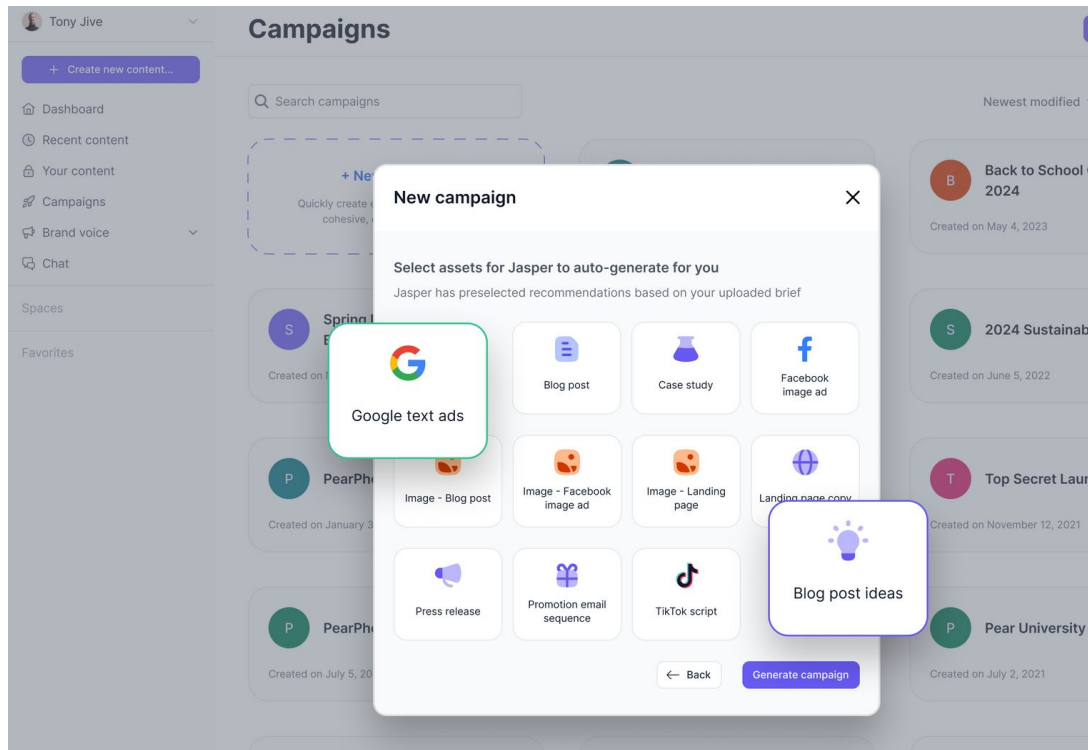 Tony Jive
+ Create new content...
Dashboard
Recent content
Your content
Campaigns
Brand voice
Chat
Spaces
Favorites
Campaigns
Search campaigns
Newest modified
+ Ne
Quickly create
cohesive,
B
Back to School
2024
Created on May 4, 2023
S
Spring
Created on
S
2024 Sustainab
Created on June 5, 2022
P
PearPh
Created on January 3
T
Top Secret Lau
Created on November 12, 2021
P
PearPh
Created on July 5, 20
P
Pear University
Created on July 2, 2021
New campaign
Select assets for Jasper to auto-generate for you
Jasper has preselected recommendations based on your uploaded brief
Google text ads
Blog post
Case study
Facebook
image ad
Image - Blog post
Image - Facebook
image ad
Image - Landing
page
Landing page copy
Press release
Promotion email
sequence
TikTok script
Blog post ideas
Back
Generate campaign